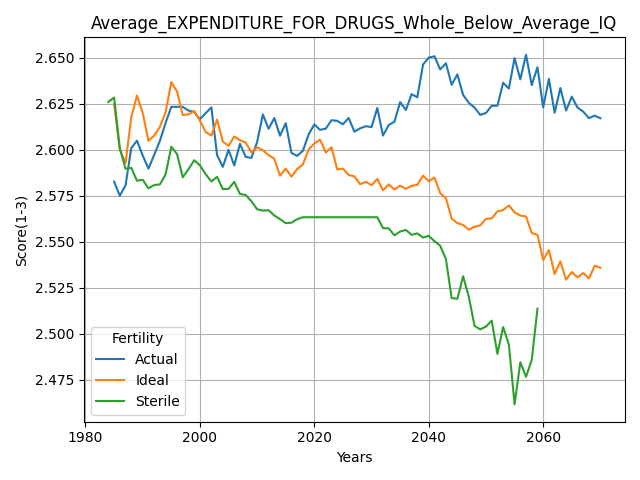 Average_EXPENDITURE_FOR_DRUGS_Whole_Below_Average_IQ
Score(1-3)
2.650
2.625
2.600
2.575
2.550
2.525
2.500
2.475
Fertility
Actual
Ideal
Sterile
1980 2000 2020 2040 2060
Years